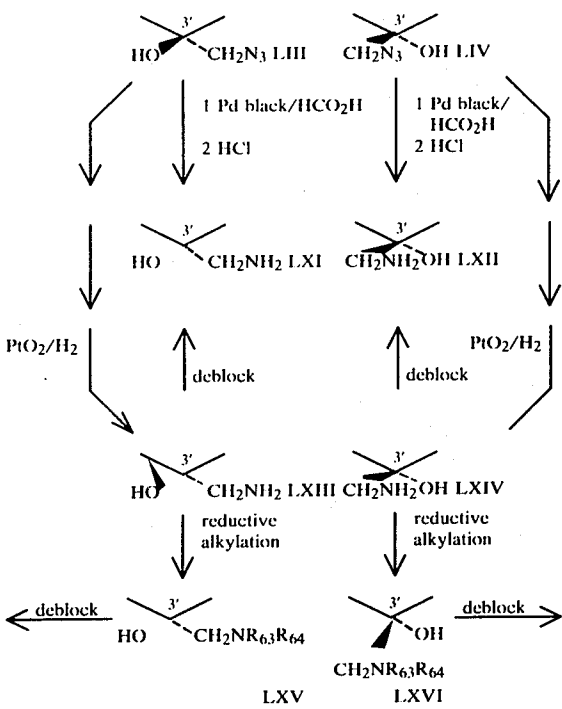 3' 3'
HO CH2N3 LIII CH2N3 OH LIV
1 Pd black/HCO2H 1 Pd black/
HCO2H
2 HCl 2 HCl
3' 3'
HO CH2NH2 LXI CH2NH2 OH LXII
PtO2/H2 PtO2/H2
deblock deblock
3' 3'
HO CH2NH2 LXIII CH2NH2 OH LXIV
reductive reductive
alkylation alkylation
deblock 3' 3' deblock
HO CH2NR63R64 OH
CH2NR63R64
LXV LXVI